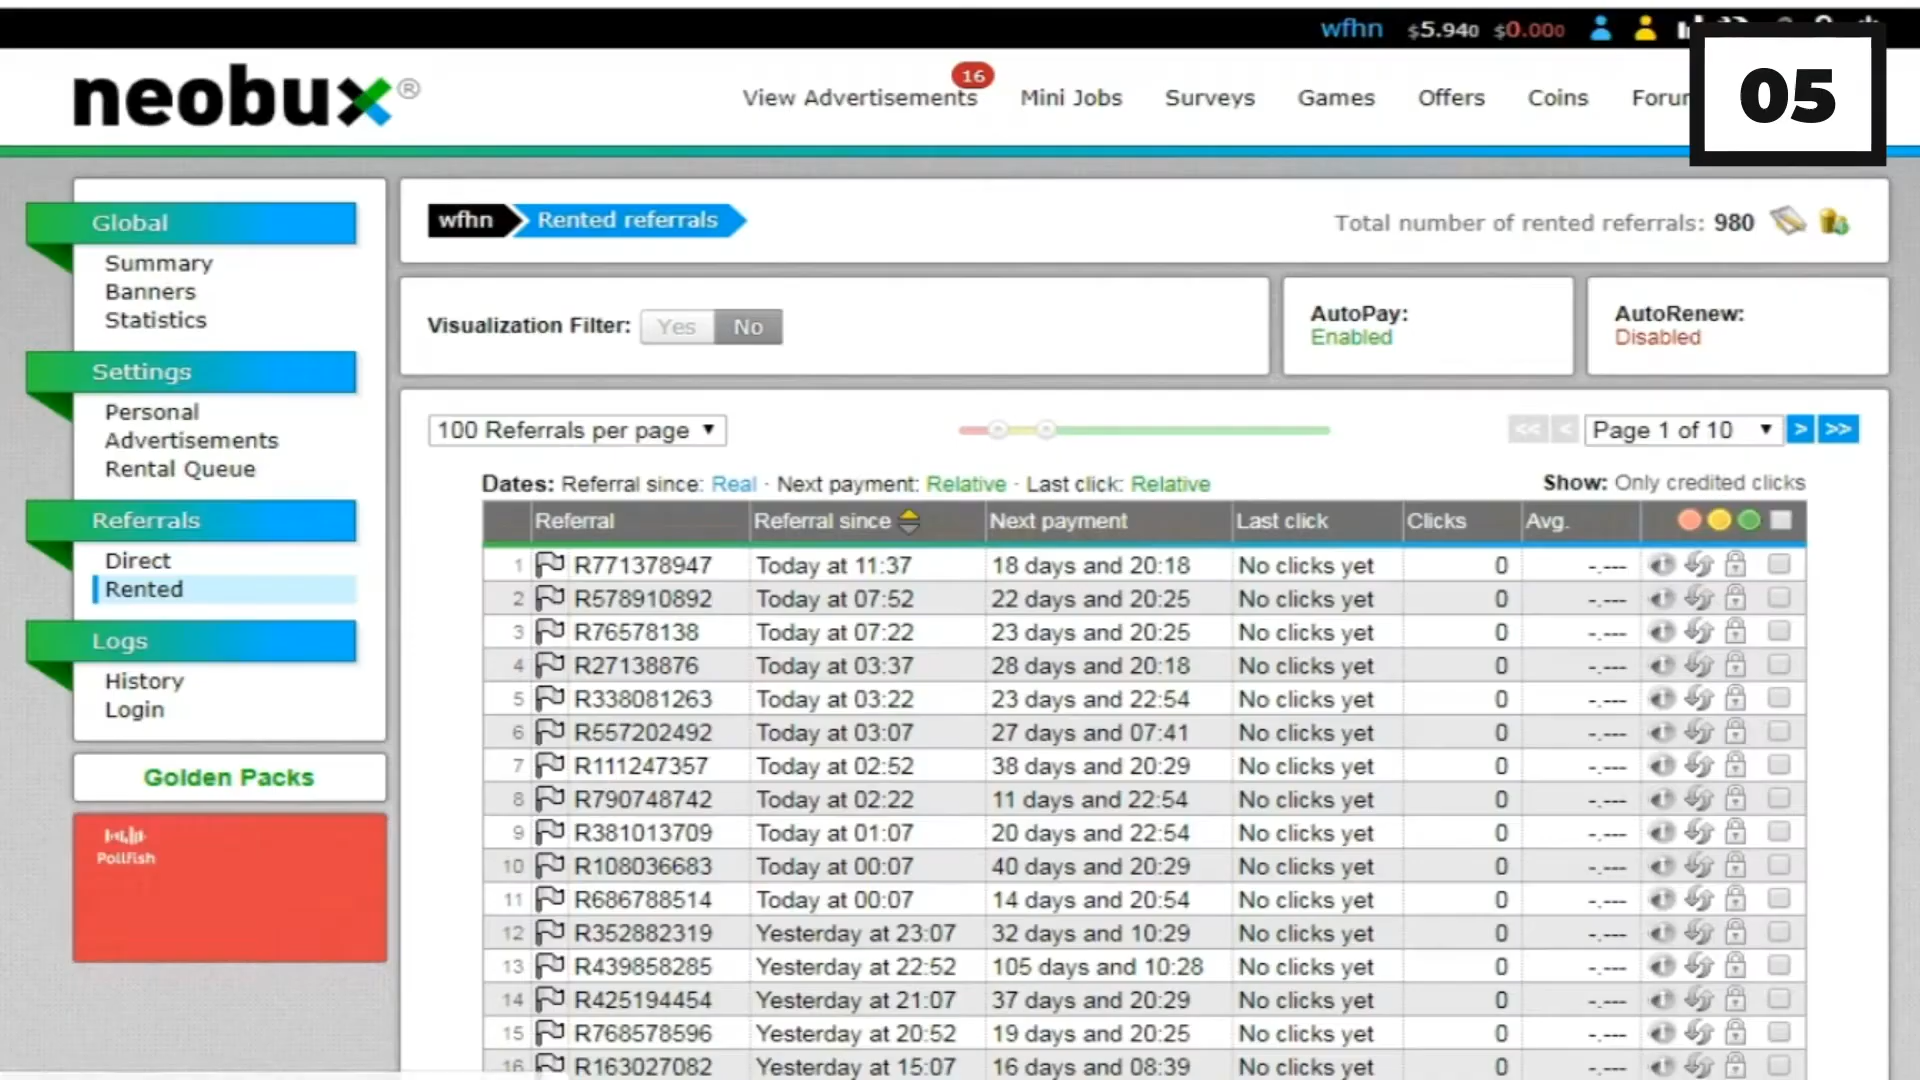 wfhn $5.940 $0.000
05
neobux®
View Advertisements 16 Mini Jobs Surveys Games Offers Coins Forum
Global
Summary
Banners
Statistics
Settings
Personal
Advertisements
Rental Queue
Referrals
Direct
Rented
Logs
History
Login
Golden Packs
Pollfish
wfhn Rented referrals Total number of rented referrals: 980
Visualization Filter: Yes No
AutoPay:
Enabled
AutoRenew:
Disabled
100 Referrals per page << < Page 1 of 10 > >>
Dates: Referral since: Real · Next payment: Relative · Last click: Relative Show: Only credited clicks
Referral Referral since Next payment Last click Clicks Avg.
1 R771378947 Today at 11:37 18 days and 20:18 No clicks yet 0 -.---
2 R578910892 Today at 07:52 22 days and 20:25 No clicks yet 0 -.---
3 R76578138 Today at 07:22 23 days and 20:25 No clicks yet 0 -.---
4 R27138876 Today at 03:37 28 days and 20:18 No clicks yet 0 -.---
5 R338081263 Today at 03:22 23 days and 22:54 No clicks yet 0 -.---
6 R557202492 Today at 03:07 27 days and 07:41 No clicks yet 0 -.---
7 R111247357 Today at 02:52 38 days and 20:29 No clicks yet 0 -.---
8 R790748742 Today at 02:22 11 days and 22:54 No clicks yet 0 -.---
9 R381013709 Today at 01:07 20 days and 22:54 No clicks yet 0 -.---
10 R108036683 Today at 00:07 40 days and 20:29 No clicks yet 0 -.---
11 R686788514 Today at 00:07 14 days and 20:54 No clicks yet 0 -.---
12 R352882319 Yesterday at 23:07 32 days and 10:29 No clicks yet 0 -.---
13 R439858285 Yesterday at 22:52 105 days and 10:28 No clicks yet 0 -.---
14 R425194454 Yesterday at 21:07 37 days and 20:29 No clicks yet 0 -.---
15 R768578596 Yesterday at 20:52 19 days and 20:25 No clicks yet 0 -.---
16 R163027082 Yesterday at 15:07 16 days and 08:39 No clicks yet 0 -.---